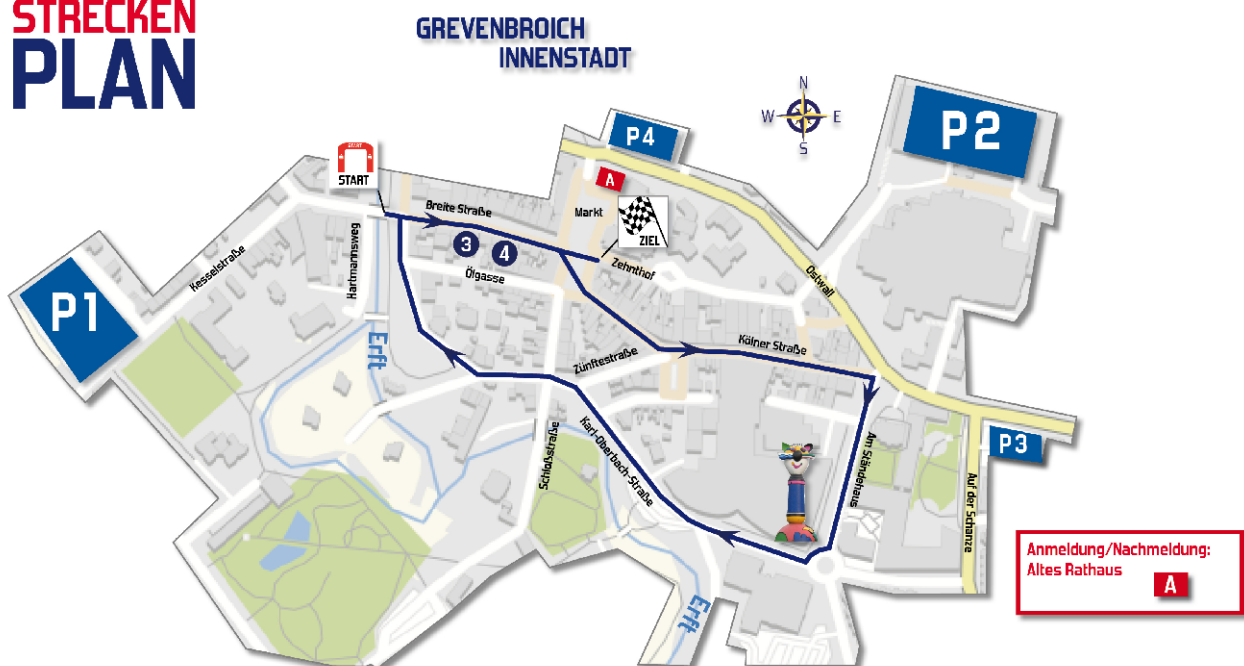 STRECKEN
PLAN
GREVENBROICH
INNENSTADT
N
W
E
S
P4
P2
A
START
START
Breite Straße
Markt
ZIEL
3
4
Zehnthof
Ölgasse
Hartmannsweg
Kesselstraße
P1
Erft
Ostwall
Kölner Straße
Zünftestraße
Karl-Oberbach-Straße
Schloßstraße
Am Ständehaus
Auf der Schanze
P3
Erft
Anmeldung/Nachmeldung:
Altes Rathaus
A